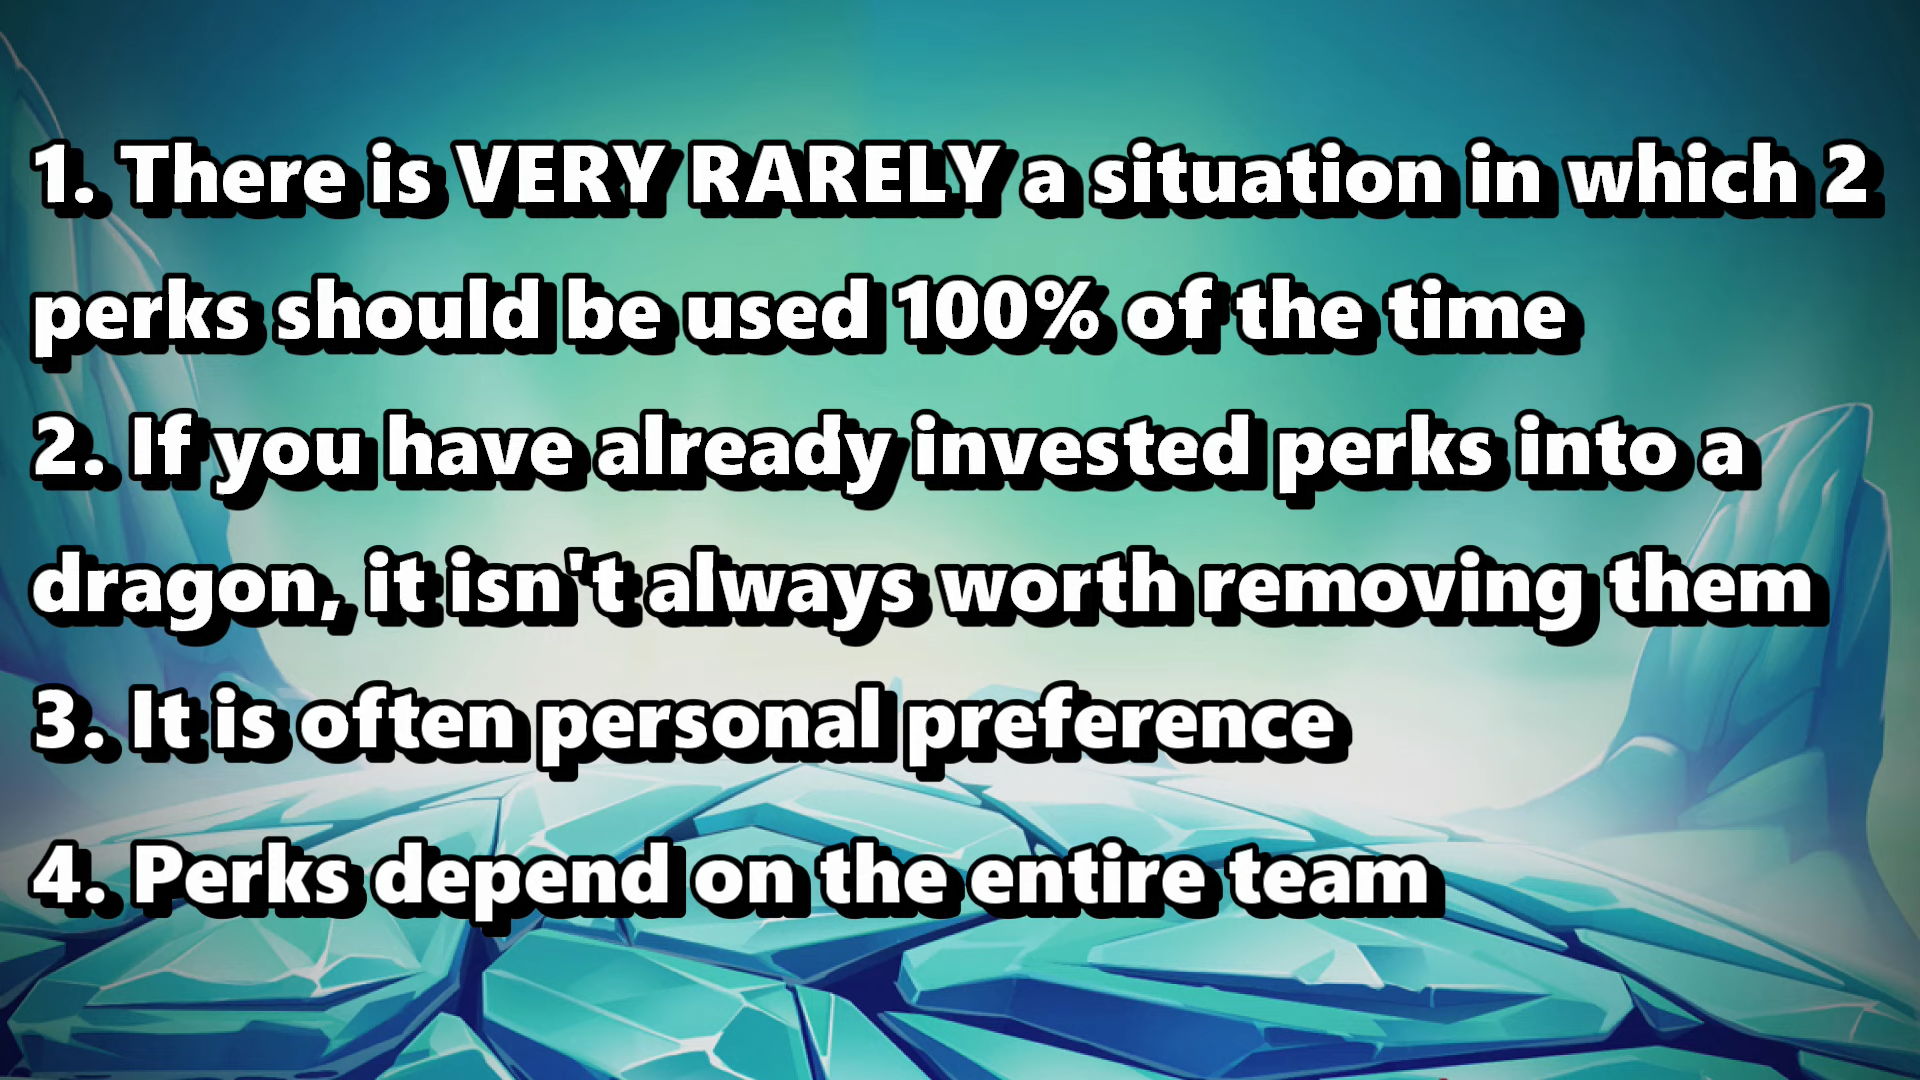 1. There is VERY RARELY a situation in which 2
perks should be used 100% of the time
2. If you have already invested perks into a
dragon, it isn't always worth removing them
3. It is often personal preference
4. Perks depend on the entire team